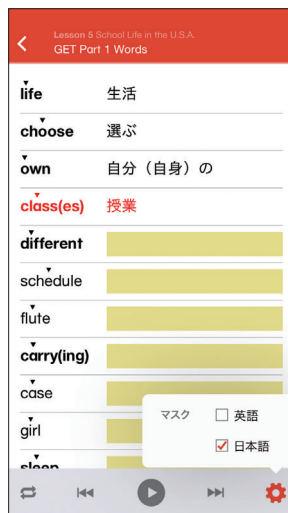 Lesson 5 School Life in the U.S.A.
GET Part 1 Words
life 生活
choose 選ぶ
own 自分（自身）の
class(es) 授業
different
schedule
flute
carry(ing)
case
girl
sleep
マスク 英語
日本語